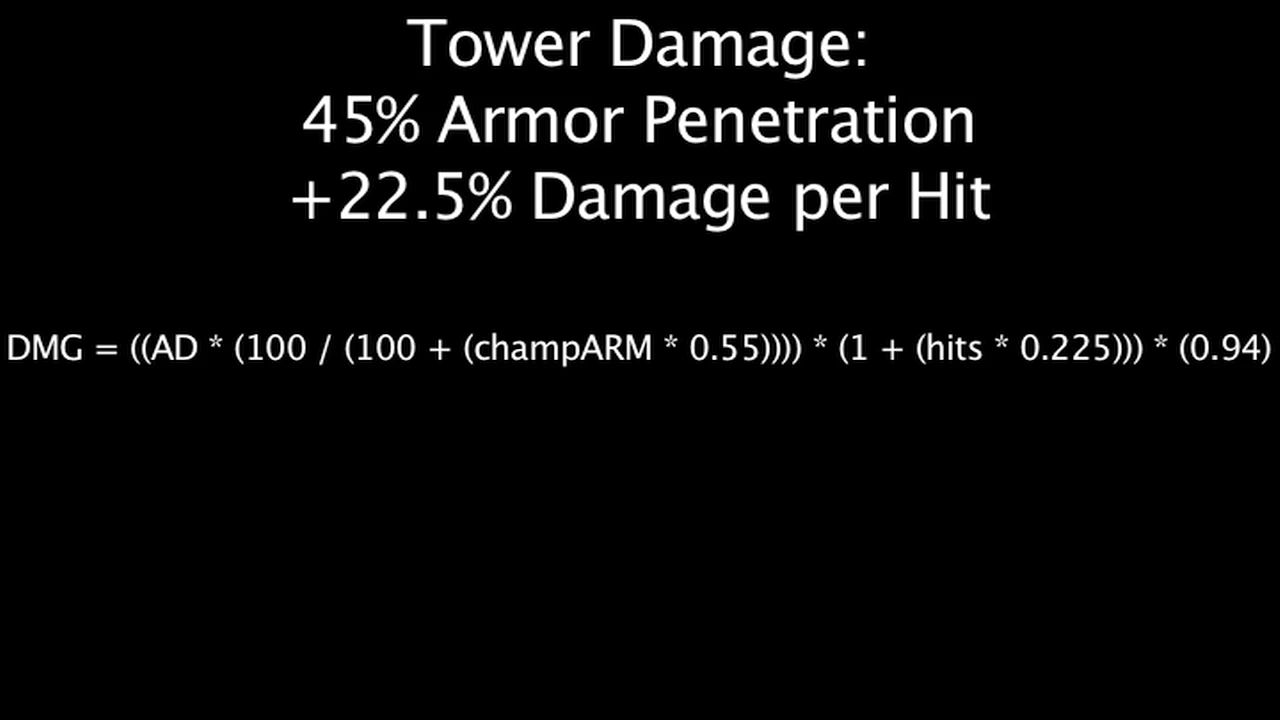 Tower Damage:
45% Armor Penetration
+22.5% Damage per Hit
DMG = ((AD * (100 / (100 + (champARM * 0.55)))) * (1 + (hits * 0.225))) * (0.94)